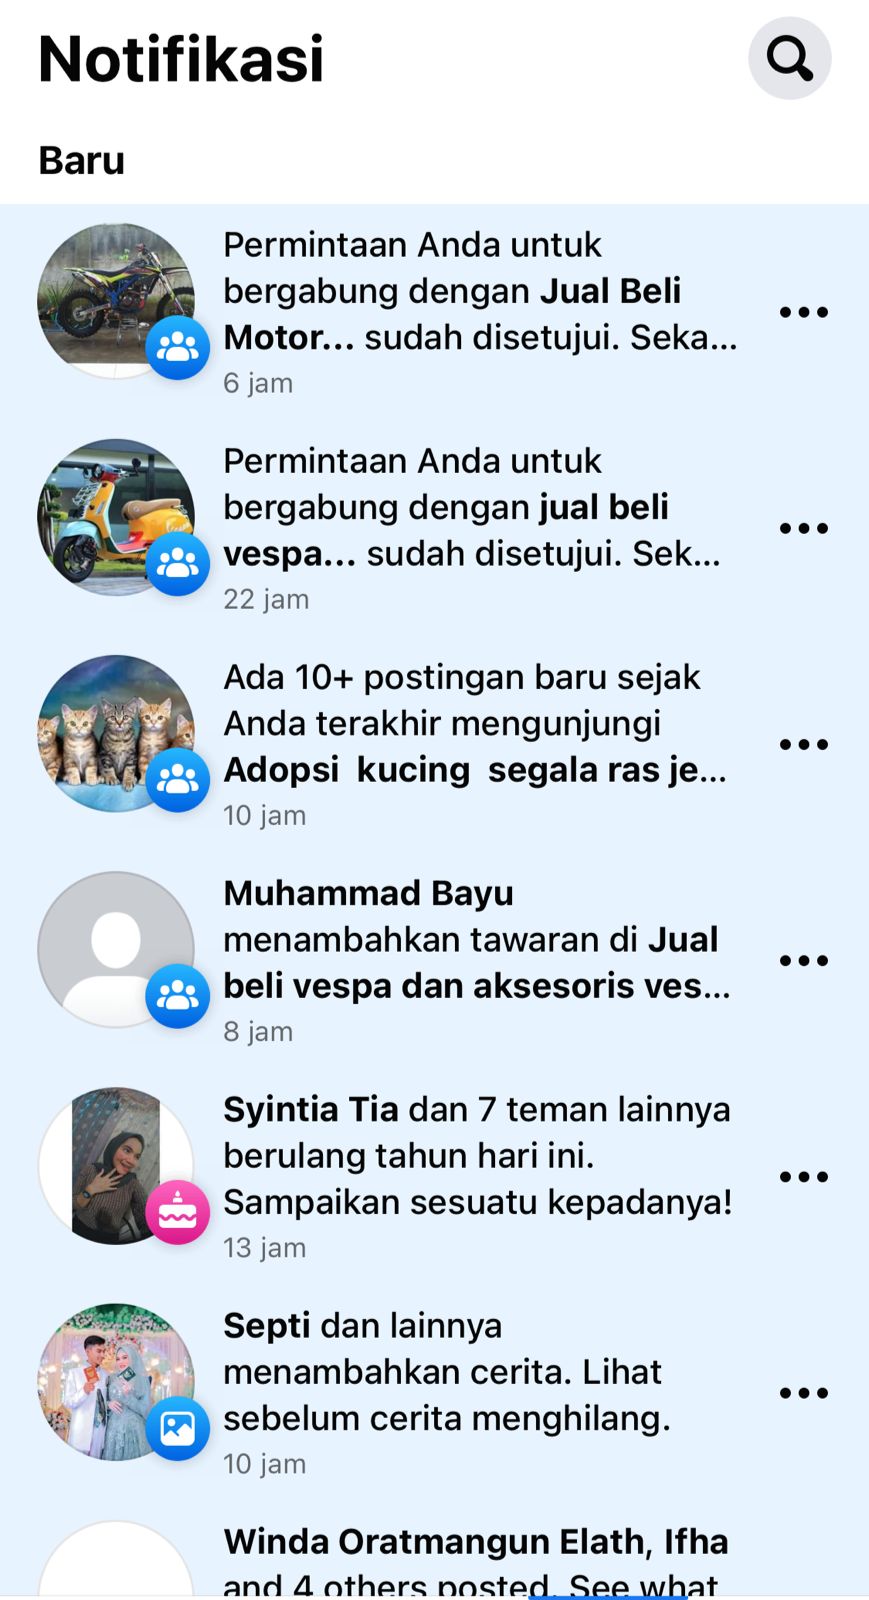 Notifikasi
Baru
Permintaan Anda untuk
bergabung dengan Jual Beli
Motor... sudah disetujui. Seka...
6 jam
Permintaan Anda untuk
bergabung dengan jual beli
vespa... sudah disetujui. Sek...
22 jam
Ada 10+ postingan baru sejak
Anda terakhir mengunjungi
Adopsi kucing segala ras je...
10 jam
Muhammad Bayu
menambahkan tawaran di Jual
beli vespa dan aksesoris ves...
8 jam
Syintia Tia dan 7 teman lainnya
berulang tahun hari ini.
Sampaikan sesuatu kepadanya!
13 jam
Septi dan lainnya
menambahkan cerita. Lihat
sebelum cerita menghilang.
10 jam
Winda Oratmangun Elath, Ifha
and 4 others posted. See what